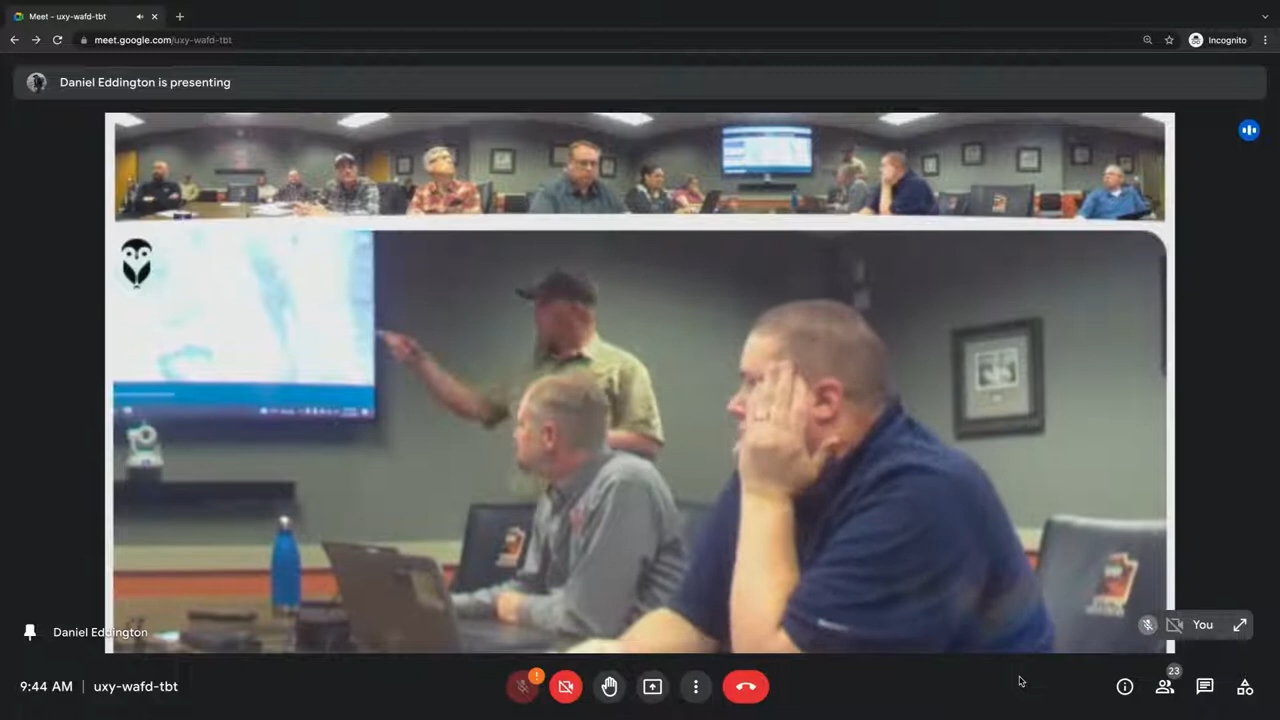 Meet - uxy-wafd-tbt
meet.google.com/uxy-wafd-tbt
Incognito
Daniel Eddington is presenting
Daniel Eddington
You
9:44 AM | uxy-wafd-tbt
23